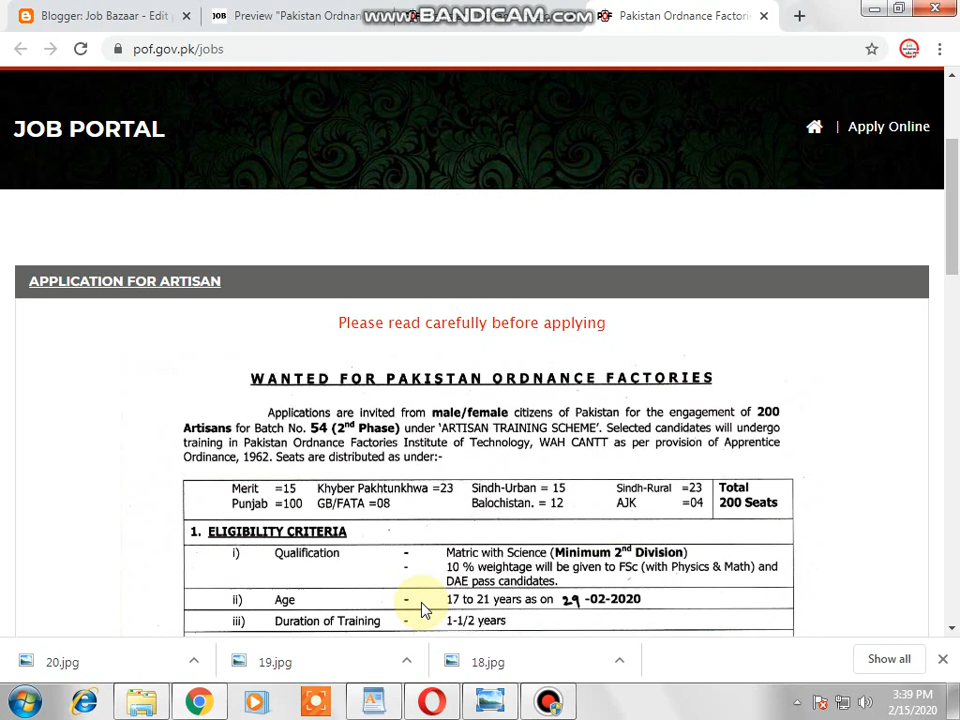 Blogger: Job Bazaar - Edit
Preview "Pakistan Ordnan
WWW.BANDICAM.COM
Pakistan Ordnance Factories
pof.gov.pk/jobs
JOB PORTAL
| Apply Online
APPLICATION FOR ARTISAN
Please read carefully before applying
WANTED FOR PAKISTAN ORDNANCE FACTORIES
Applications are invited from male/female citizens of Pakistan for the engagement of 200
Artisans for Batch No. 54 (2nd Phase) under 'ARTISAN TRAINING SCHEME'. Selected candidates will undergo
training in Pakistan Ordnance Factories Institute of Technology, WAH CANTT as per provision of Apprentice
Ordinance, 1962. Seats are distributed as under:-
Merit =15 Khyber Pakhtunkhwa =23 Sindh-Urban = 15 Sindh-Rural =23 Total
Punjab =100 GB/FATA =08 Balochistan. = 12 AJK =04 200 Seats
1. ELIGIBILITY CRITERIA
i) Qualification - Matric with Science (Minimum 2nd Division)
- 10 % weightage will be given to FSc (with Physics & Math) and
DAE pass candidates.
ii) Age - 17 to 21 years as on 29-02-2020
iii) Duration of Training - 1-1/2 years
20.jpg
19.jpg
18.jpg
Show all
3:39 PM
2/15/2020